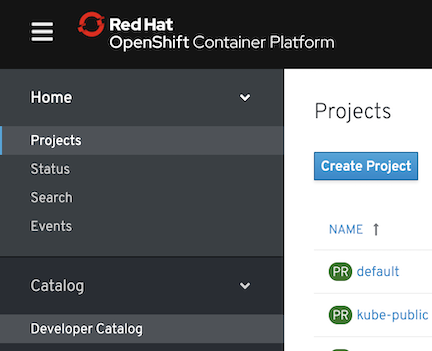 Red Hat
OpenShift Container Platform
Home
Projects
Status
Search
Events
Catalog
Developer Catalog
Projects
Create Project
NAME ↑
PR default
PR kube-public